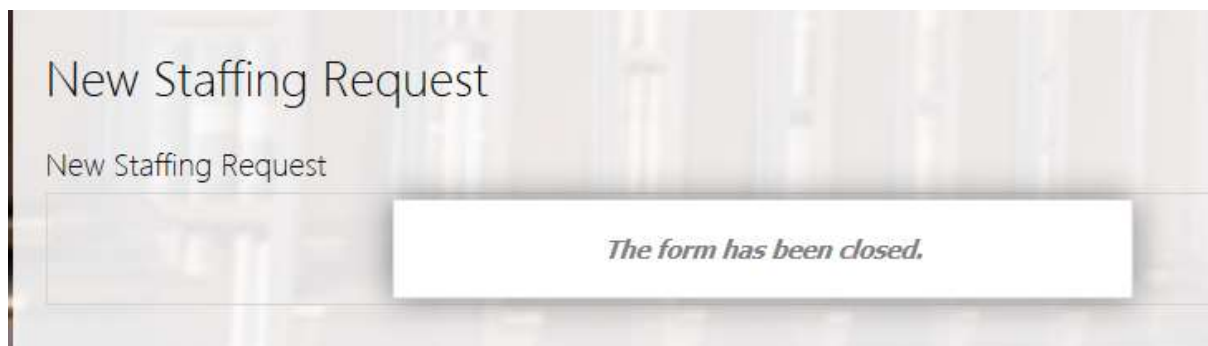 New Staffing Request
New Staffing Request
The form has been closed.